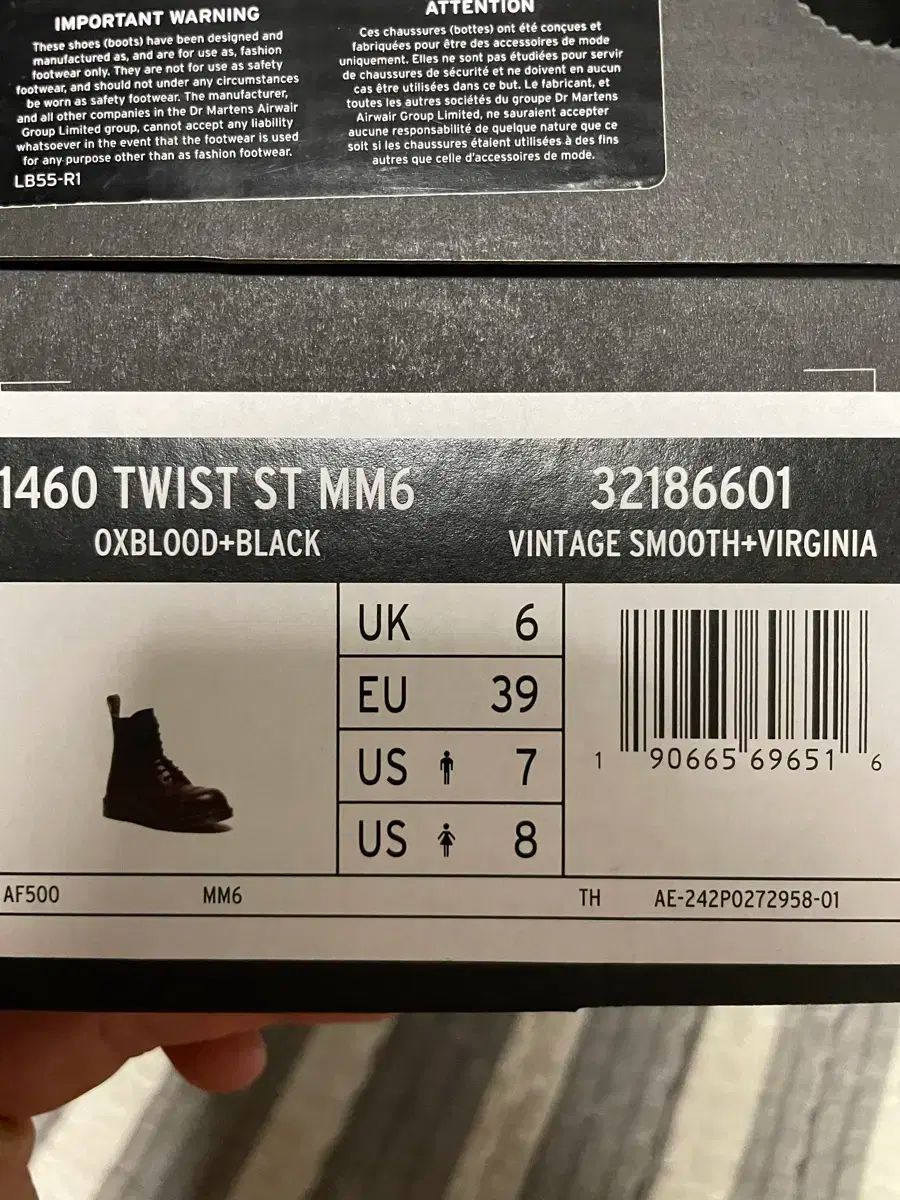 IMPORTANT WARNING
These shoes (boots) have been designed and
manufactured as, and are for use as, fashion
footwear only. They are not for use as safety
footwear, and should not under any circumstances
be worn as safety footwear. The manufacturer,
and all other companies in the Dr Martens Airwair
Group Limited group, cannot accept any liability
whatsoever in the event that the footwear is used
for any purpose other than as fashion footwear.
LB55-R1
ATTENTION
Ces chaussures (bottes) ont été conçues et
fabriquées pour être des accessoires de mode
uniquement. Elles ne sont pas étudiées pour servir
de chaussures de sécurité et ne doivent en aucun
cas être utilisées dans ce but. Le fabricant, et
toutes les autres sociétés du groupe Dr Martens
Airwair Group Limited, ne sauraient accepter
aucune responsabilité de quelque nature que ce
soit si les chaussures étaient utilisées à des fins
autres que celle d'accessoires de mode.
1460 TWIST ST MM6 32186601
OXBLOOD+BLACK VINTAGE SMOOTH+VIRGINIA
UK 6
EU 39
US 7
US 8
1 90665 69651 6
AF500 MM6 TH AE-242P0272958-01